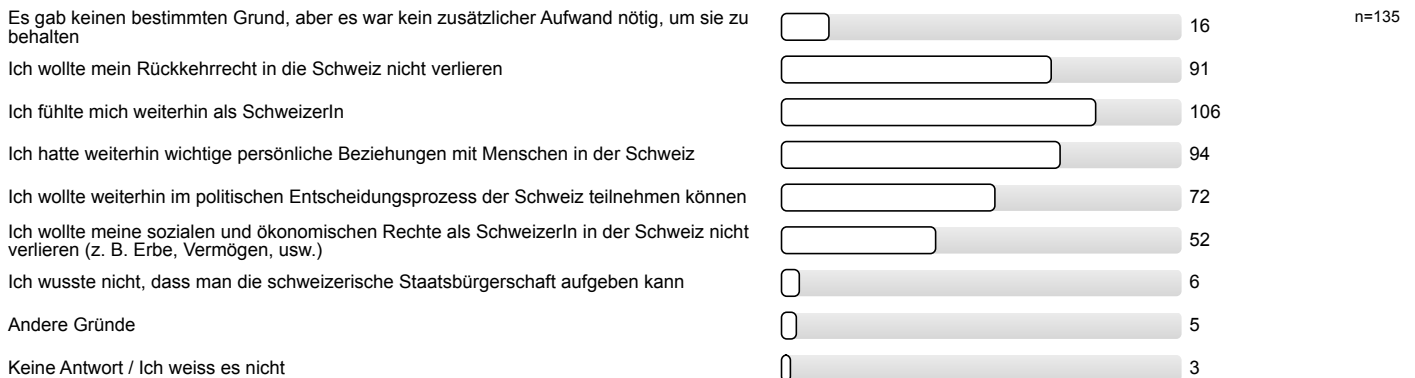 Es gab keinen bestimmten Grund, aber es war kein zusätzlicher Aufwand nötig, um sie zu
behalten
16
n=135
Ich wollte mein Rückkehrrecht in die Schweiz nicht verlieren
91
Ich fühlte mich weiterhin als SchweizerIn
106
Ich hatte weiterhin wichtige persönliche Beziehungen mit Menschen in der Schweiz
94
Ich wollte weiterhin im politischen Entscheidungsprozess der Schweiz teilnehmen können
72
Ich wollte meine sozialen und ökonomischen Rechte als SchweizerIn in der Schweiz nicht
verlieren (z. B. Erbe, Vermögen, usw.)
52
Ich wusste nicht, dass man die schweizerische Staatsbürgerschaft aufgeben kann
6
Andere Gründe
5
Keine Antwort / Ich weiss es nicht
3